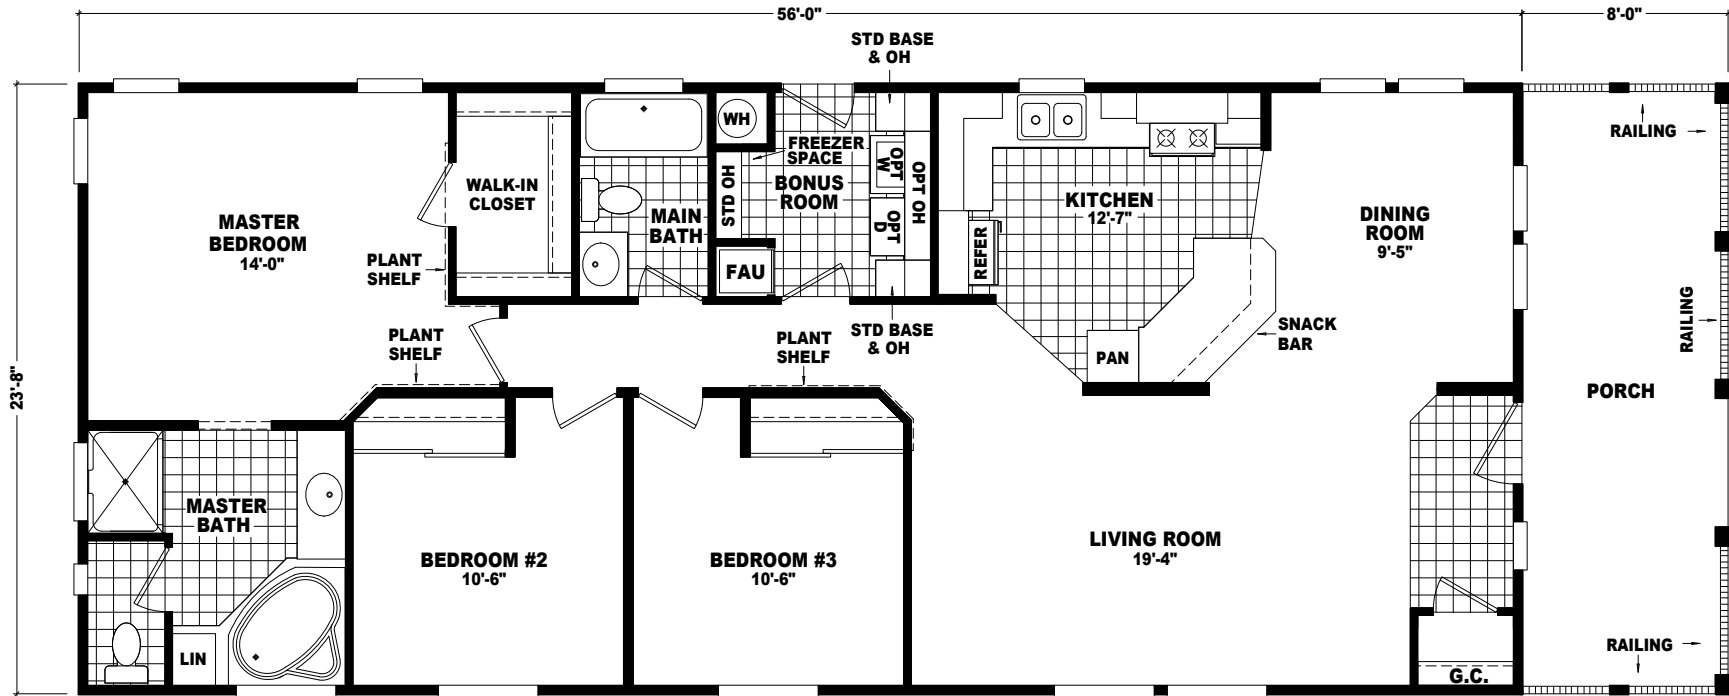 56'-0"
8'-0"
STD BASE
& OH
RAILING
WH
FREEZER
SPACE
STD OH
BONUS
ROOM
OPT
W
OPT
D
OPT OH
WALK-IN
CLOSET
MAIN
BATH
KITCHEN
12'-7"
REFER
DINING
ROOM
9'-5"
MASTER
BEDROOM
14'-0"
PLANT
SHELF
FAU
RAILING
23'-8"
PLANT
SHELF
PLANT
SHELF
STD BASE
& OH
SNACK
BAR
PAN
PORCH
MASTER
BATH
BEDROOM #2
10'-6"
BEDROOM #3
10'-6"
LIVING ROOM
19'-4"
RAILING
LIN
G.C.